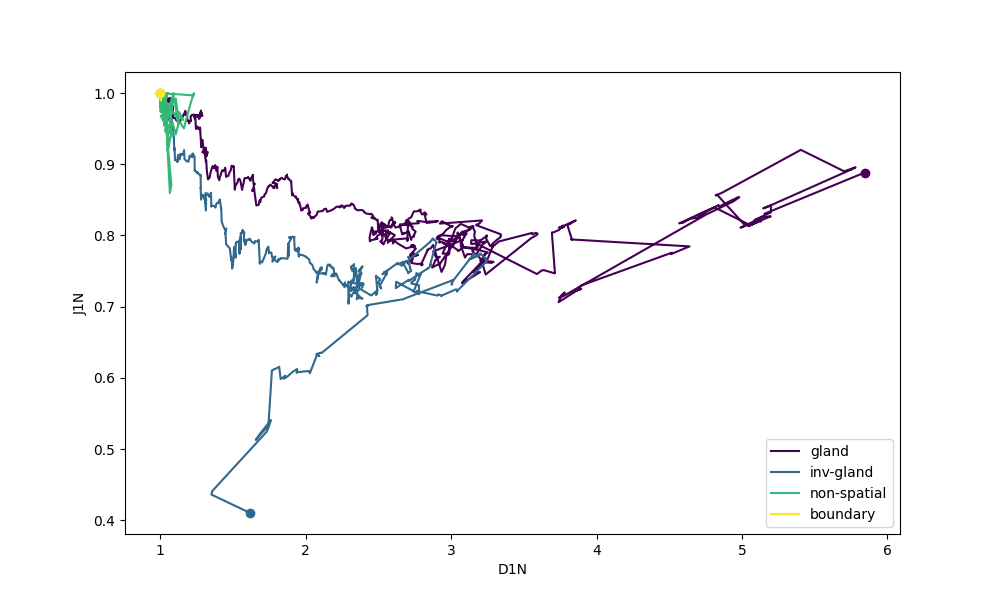 1.0
0.9
0.8
0.7
0.6
0.5
0.4
J1N
1 2 3 4 5 6
D1N
gland
inv-gland
non-spatial
boundary